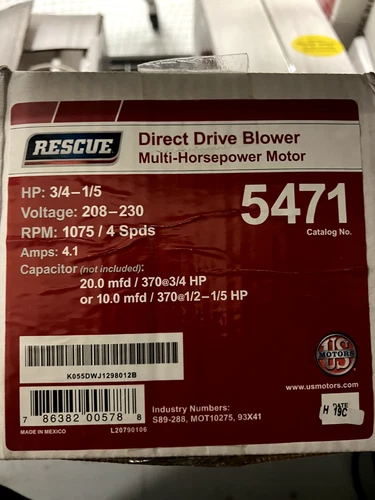 RESCUE
Direct Drive Blower
Multi-Horsepower Motor
HP: 3/4–1/5
Voltage: 208–230
RPM: 1075 / 4 Spds
Amps: 4.1
Capacitor (not included):
20.0 mfd / 370@3/4 HP
or 10.0 mfd / 370@1/2–1/5 HP
5471
Catalog No.
K055DWJ1298012B
US
MOTORS
www.usmotors.com
7 86382 00578 8
MADE IN MEXICO
L20790106
Industry Numbers:
S89-288, MOT10275, 93X41
H DATE
19C